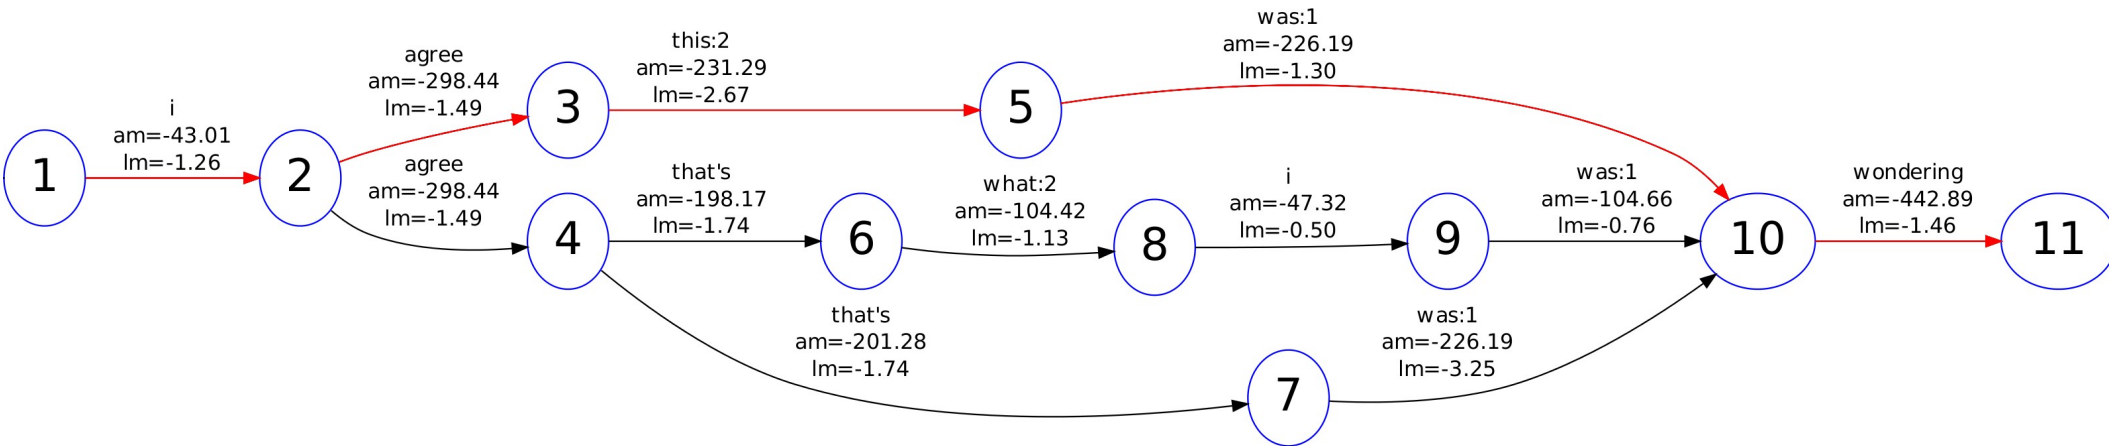 1
i
am=-43.01
lm=-1.26
2
agree
am=-298.44
lm=-1.49
3
this:2
am=-231.29
lm=-2.67
5
was:1
am=-226.19
lm=-1.30
agree
am=-298.44
lm=-1.49
4
that's
am=-198.17
lm=-1.74
6
what:2
am=-104.42
lm=-1.13
8
i
am=-47.32
lm=-0.50
9
was:1
am=-104.66
lm=-0.76
10
wondering
am=-442.89
lm=-1.46
11
that's
am=-201.28
lm=-1.74
7
was:1
am=-226.19
lm=-3.25